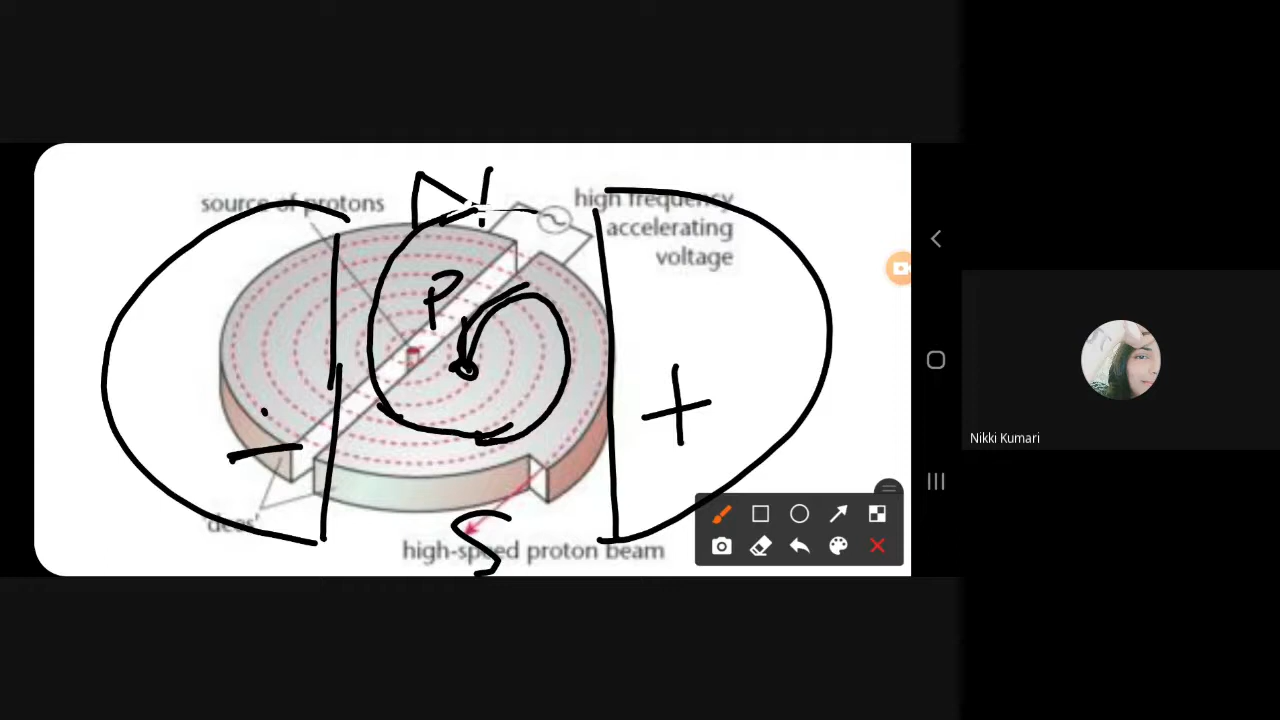 source of protons
N
high frequency
accelerating
voltage
P
+
-
dees'
S
high-speed proton beam
Nikki Kumari